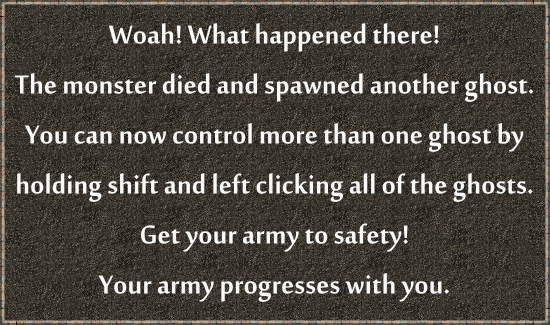 Woah! What happened there!
The monster died and spawned another ghost.
You can now control more than one ghost by
holding shift and left clicking all of the ghosts.
Get your army to safety!
Your army progresses with you.